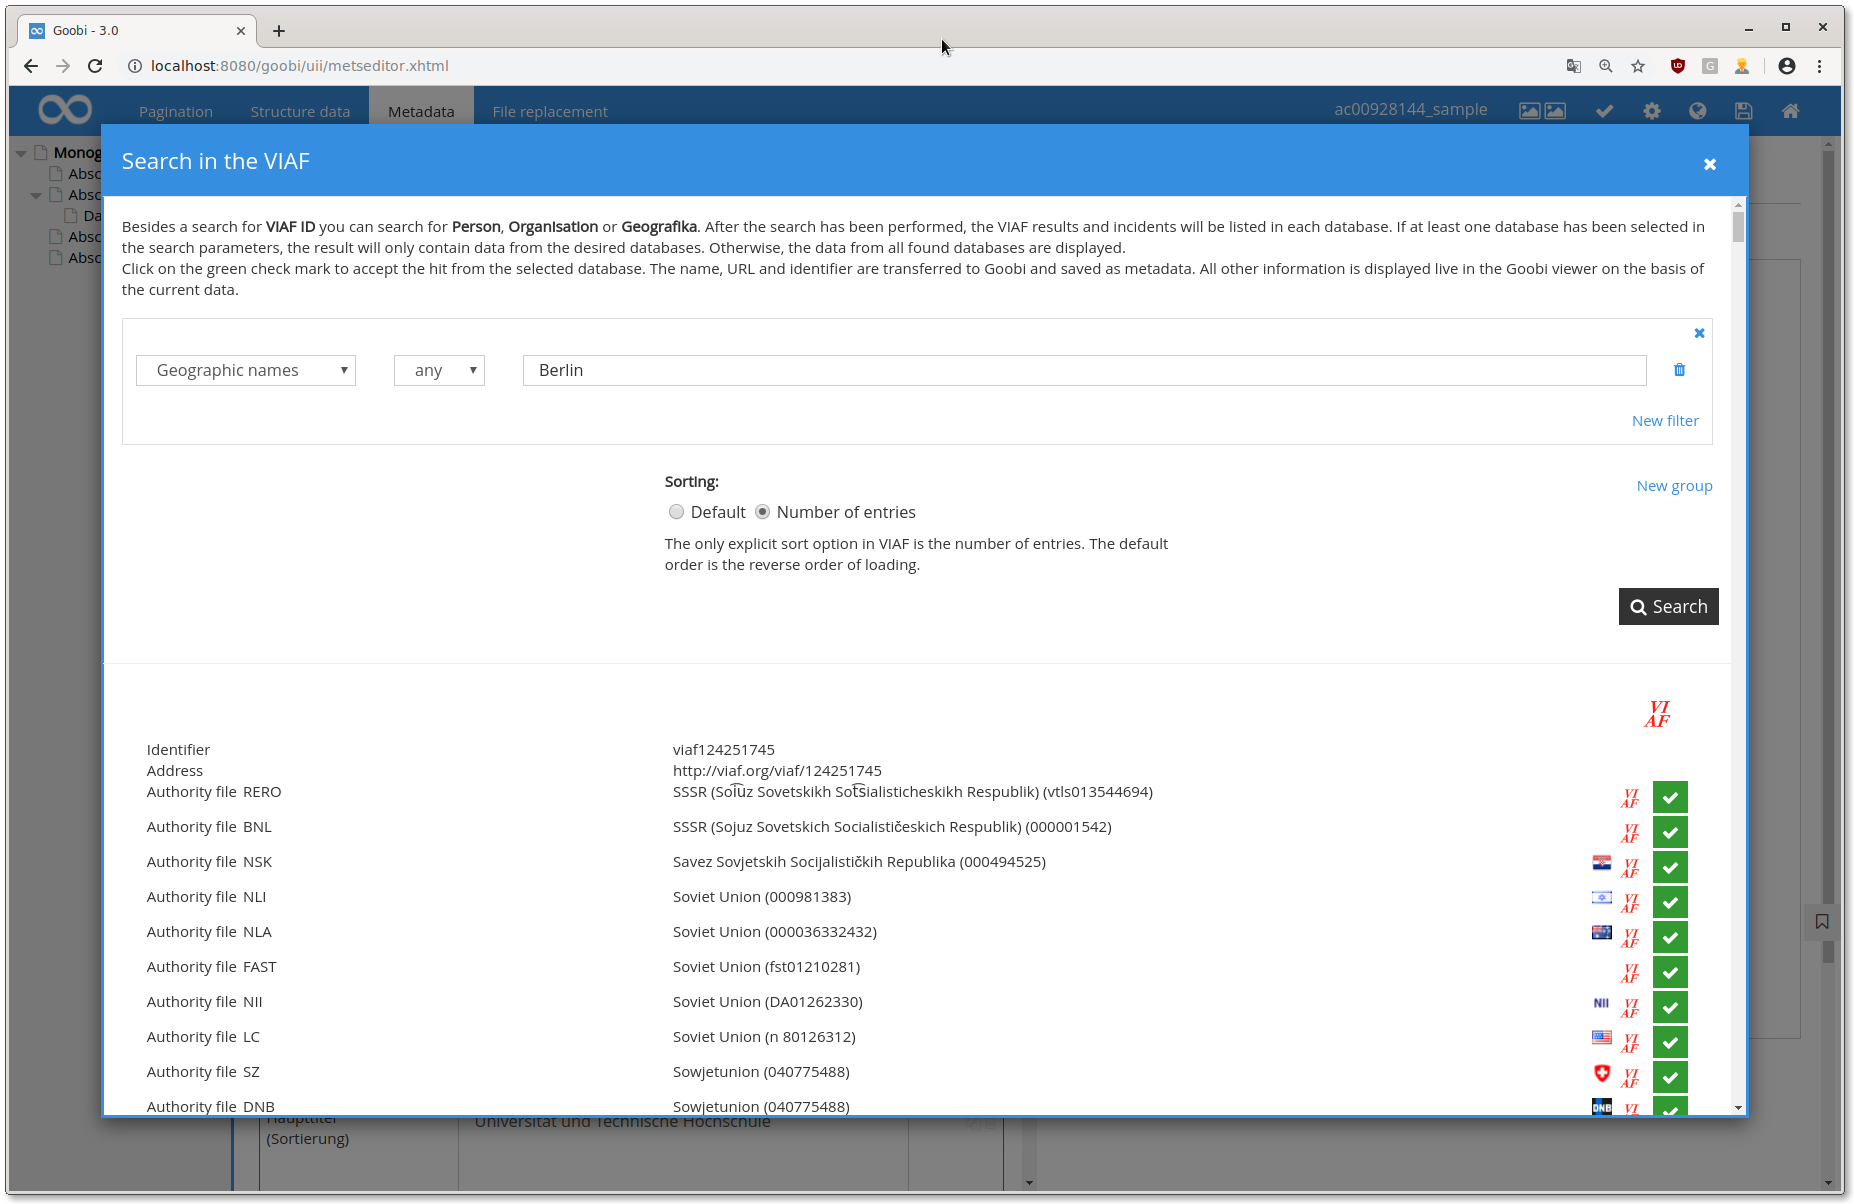 Goobi - 3.0
localhost:8080/goobi/uii/metseditor.xhtml
Pagination Structure data Metadata File replacement ac00928144_sample
Search in the VIAF
Monog
Absc
Absc
Da
Absc
Absc
Besides a search for VIAF ID you can search for Person, Organisation or Geografika. After the search has been performed, the VIAF results and incidents will be listed in each database. If at least one database has been selected in
the search parameters, the result will only contain data from the desired databases. Otherwise, the data from all found databases are displayed.
Click on the green check mark to accept the hit from the selected database. The name, URL and identifier are transferred to Goobi and saved as metadata. All other information is displayed live in the Goobi viewer on the basis of
the current data.
Geographic names any Berlin
New filter
Sorting:
New group
Default Number of entries
The only explicit sort option in VIAF is the number of entries. The default
order is the reverse order of loading.
Search
VIAF
Identifier viaf124251745
Address http://viaf.org/viaf/124251745
Authority file RERO SSSR (Soi͡uz Sovetskikh Sot͡sialisticheskikh Respublik) (vtls013544694) VIAF
Authority file BNL SSSR (Sojuz Sovetskich Socialističeskich Respublik) (000001542) VIAF
Authority file NSK Savez Sovjetskih Socijalističkih Republika (000494525) VIAF
Authority file NLI Soviet Union (000981383) VIAF
Authority file NLA Soviet Union (000036332432) VIAF
Authority file FAST Soviet Union (fst01210281) VIAF
Authority file NII Soviet Union (DA01262330) NII VIAF
Authority file LC Soviet Union (n 80126312) VIAF
Authority file SZ Sowjetunion (040775488) VIAF
Authority file DNB Sowjetunion (040775488) DNB VI
Haupttitel Universität und Technische Hochschule
(Sortierung)